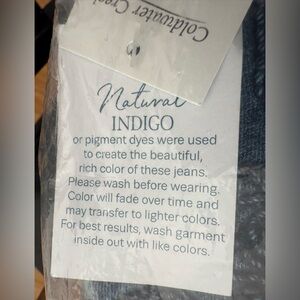 Coldwater Creek
Natural
INDIGO
or pigment dyes were used
to create the beautiful,
rich color of these jeans.
Please wash before wearing.
Color will fade over time and
may transfer to lighter colors.
For best results, wash garment
inside out with like colors.